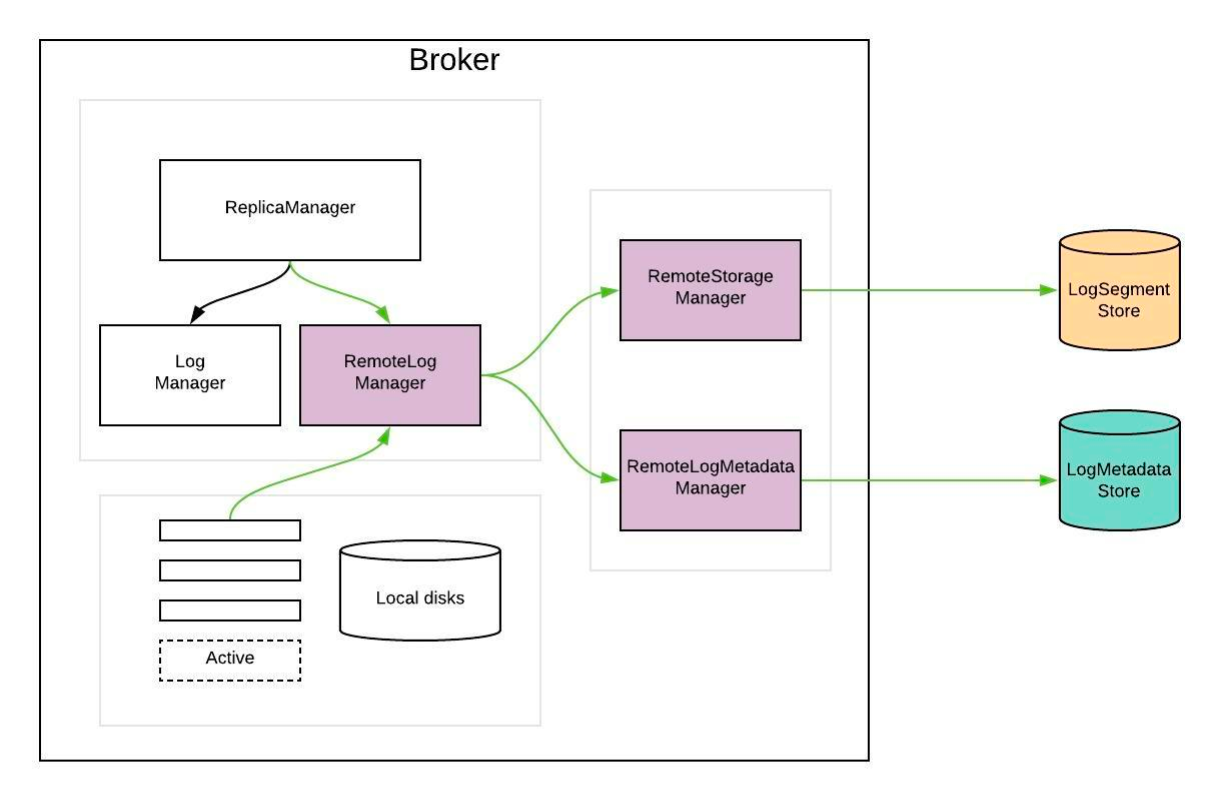 Broker
ReplicaManager
Log
Manager
RemoteLog
Manager
RemoteStorage
Manager
RemoteLogMetadata
Manager
LogSegment
Store
LogMetadata
Store
Local disks
Active